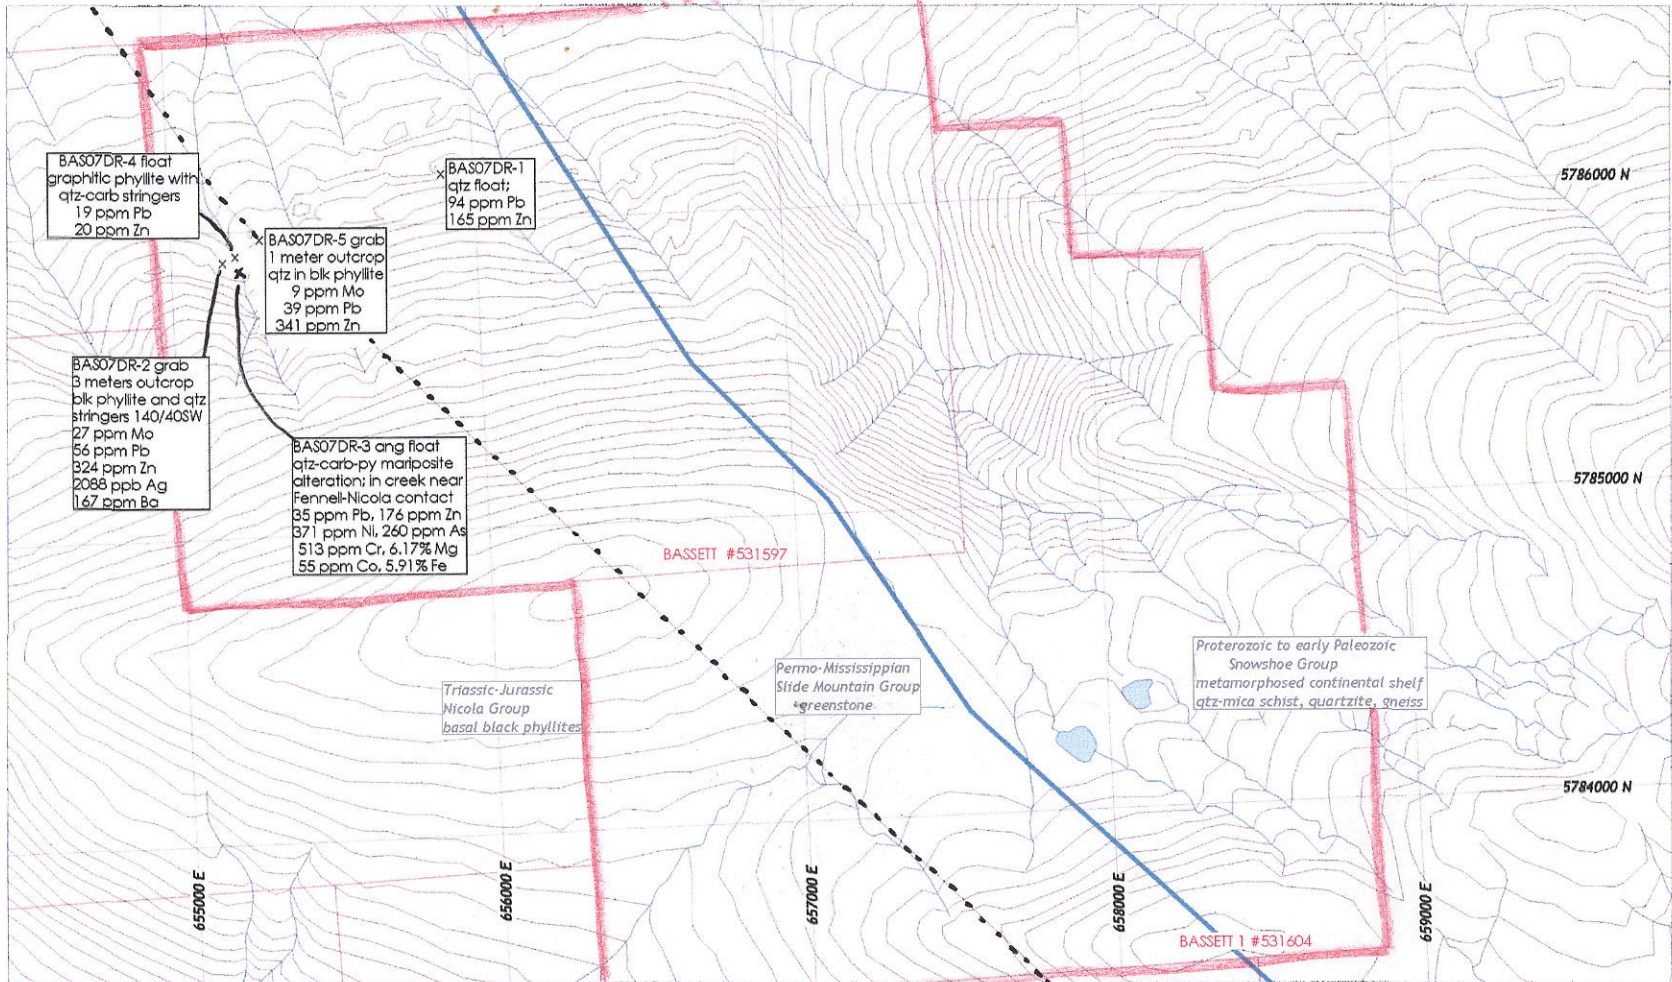 BAS07DR-4 float
graphitic phyllite with
qtz-carb stringers
19 ppm Pb
20 ppm Zn
BAS07DR-1
qtz float;
94 ppm Pb
165 ppm Zn
5786000 N
BAS07DR-5 grab
1 meter outcrop
qtz in blk phyllite
9 ppm Mo
39 ppm Pb
341 ppm Zn
BAS07DR-2 grab
3 meters outcrop
blk phyllite and qtz
stringers 140/40SW
27 ppm Mo
56 ppm Pb
324 ppm Zn
2088 ppb Ag
167 ppm Ba
BAS07DR-3 ang float
qtz-carb-py mariposite
alteration; in creek near
Fennell-Nicola contact
35 ppm Pb, 176 ppm Zn
371 ppm Ni, 260 ppm As
513 ppm Cr, 6.17% Mg
55 ppm Co, 5.91% Fe
5785000 N
BASSETT #531597
Triassic-Jurassic
Nicola Group
basal black phyllites
Permo-Mississippian
Slide Mountain Group
greenstone
Proterozoic to early Paleozoic
Snowshoe Group
metamorphosed continental shelf
qtz-mica schist, quartzite, gneiss
5784000 N
655000 E
656000 E
657000 E
658000 E
659000 E
BASSETT 1 #531604